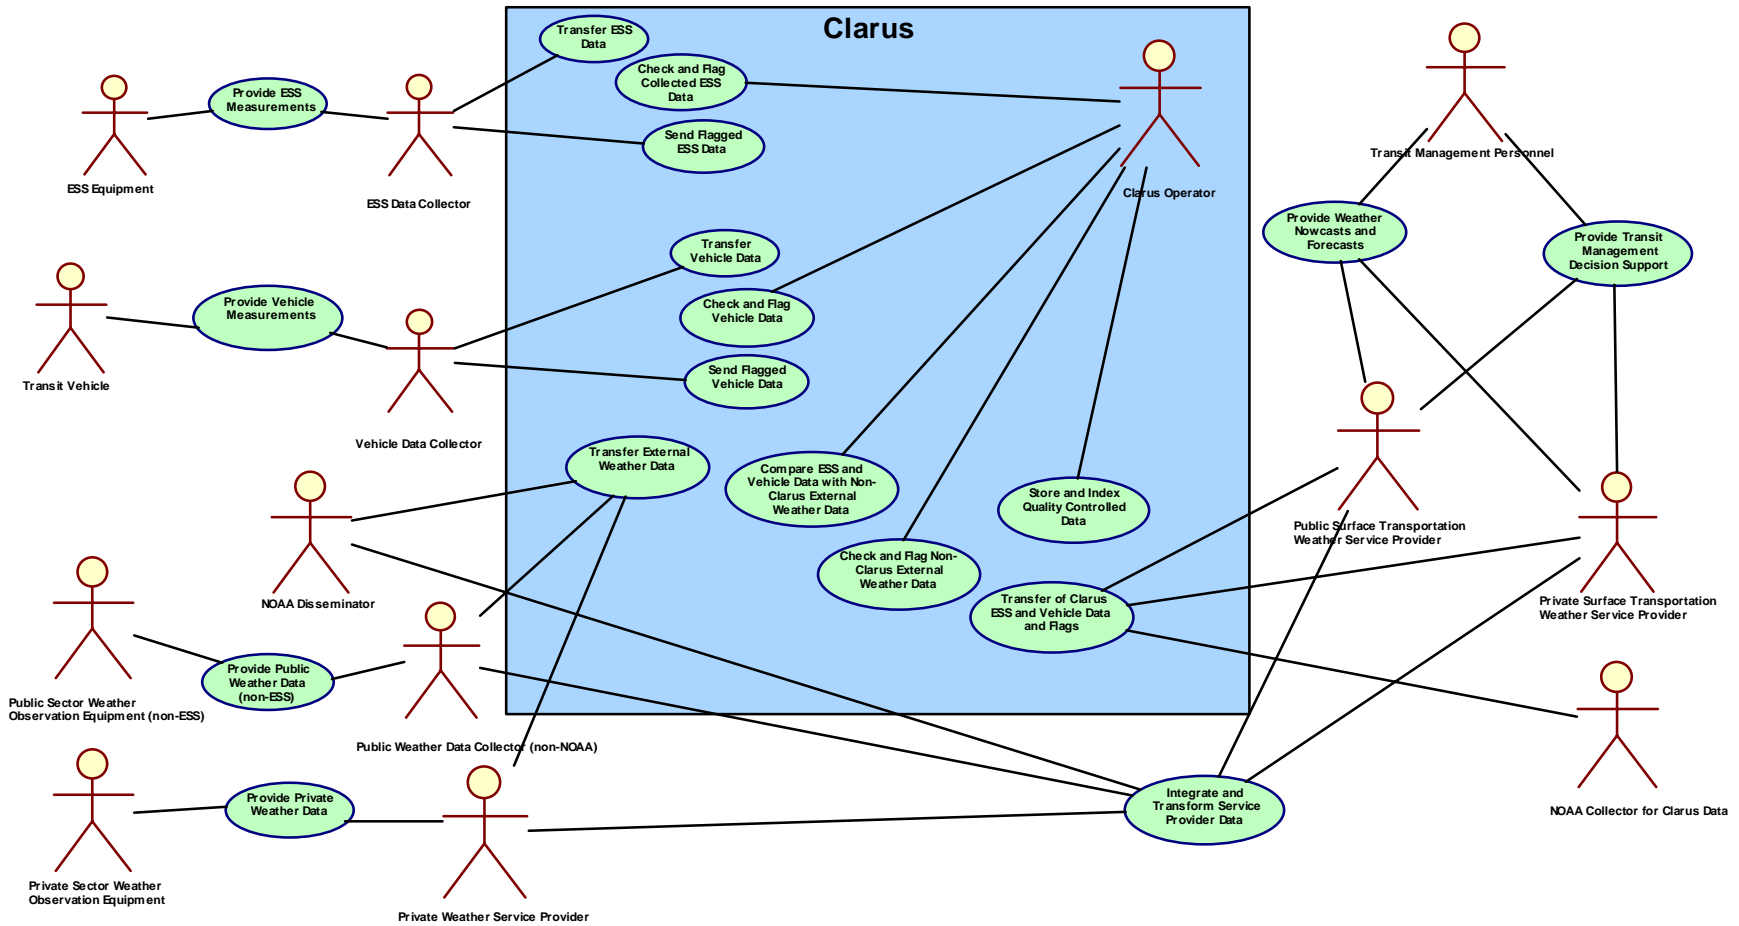 Clarus
Transfer ESS
Data
Check and Flag
Collected ESS
Data
Provide ESS
Measurements
Send Flagged
ESS Data
Transit Management Personnel
ESS Equipment
ESS Data Collector
Clarus Operator
Provide Weather
Nowcasts and
Forecasts
Provide Transit
Management
Decision Support
Transfer
Vehicle Data
Provide Vehicle
Measurements
Check and Flag
Vehicle Data
Send Flagged
Vehicle Data
Transit Vehicle
Vehicle Data Collector
Transfer External
Weather Data
Compare ESS and
Vehicle Data with Non-
Clarus External
Weather Data
Store and Index
Quality Controlled
Data
Public Surface Transportation
Weather Service Provider
Check and Flag Non-
Clarus External
Weather Data
NOAA Disseminator
Transfer of Clarus
ESS and Vehicle Data
and Flags
Private Surface Transportation
Weather Service Provider
Provide Public
Weather Data
(non-ESS)
Public Sector Weather
Observation Equipment (non-ESS)
Public Weather Data Collector (non-NOAA)
Provide Private
Weather Data
Integrate and
Transform Service
Provider Data
NOAA Collector for Clarus Data
Private Sector Weather
Observation Equipment
Private Weather Service Provider